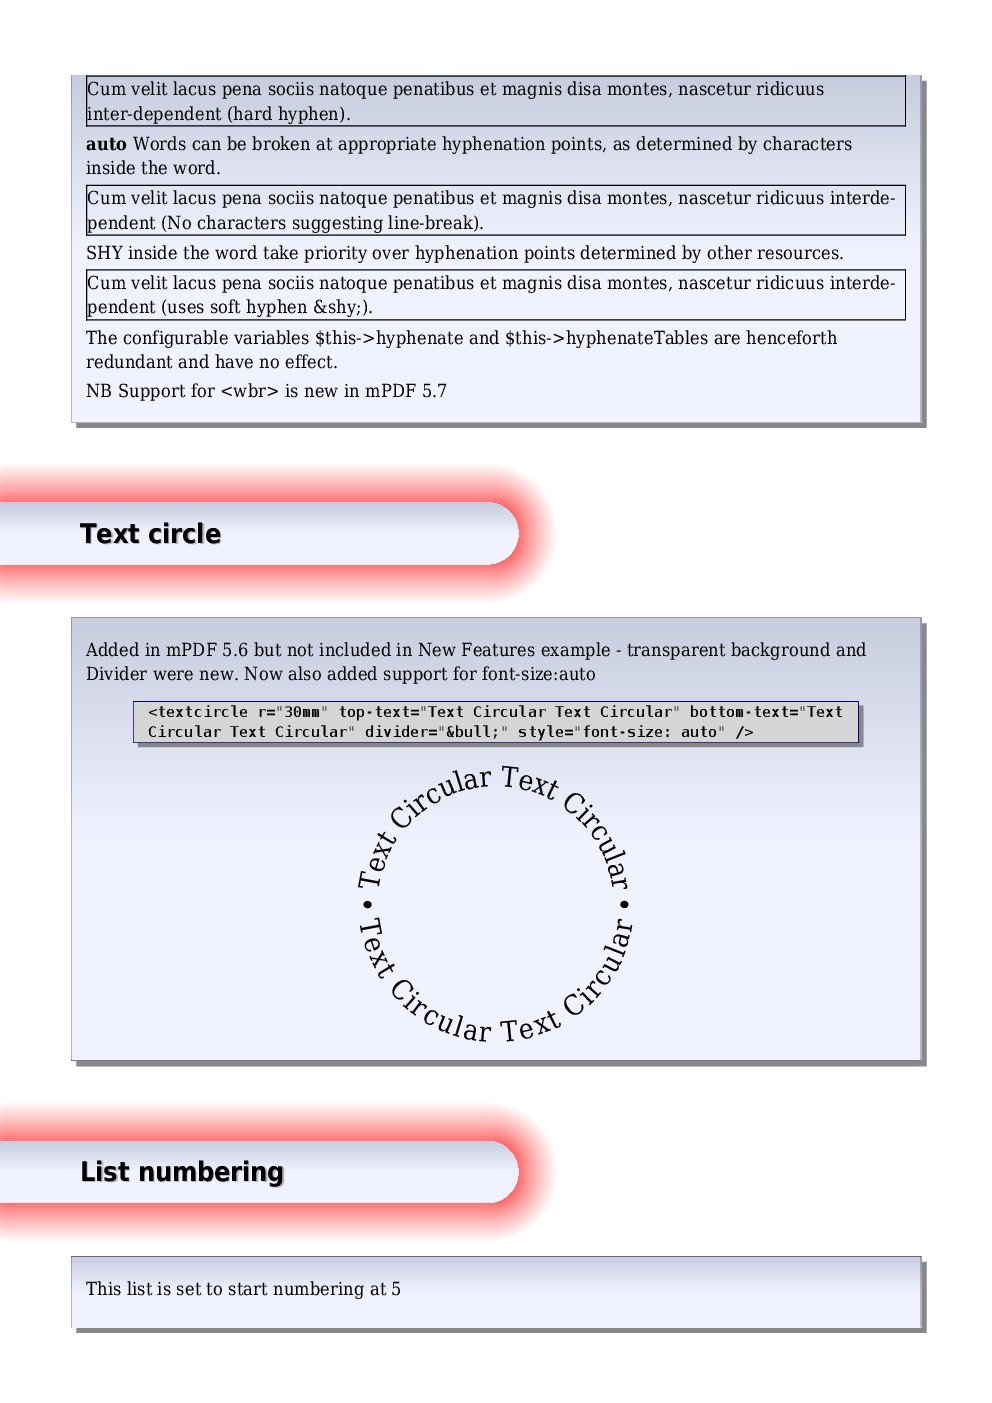 Cum velit lacus pena sociis natoque penatibus et magnis disa montes, nascetur ridicuus
inter-dependent (hard hyphen).
auto Words can be broken at appropriate hyphenation points, as determined by characters
inside the word.
Cum velit lacus pena sociis natoque penatibus et magnis disa montes, nascetur ridicuus interde-
pendent (No characters suggesting line-break).
SHY inside the word take priority over hyphenation points determined by other resources.
Cum velit lacus pena sociis natoque penatibus et magnis disa montes, nascetur ridicuus interde-
pendent (uses soft hyphen &shy;).
The configurable variables $this->hyphenate and $this->hyphenateTables are henceforth
redundant and have no effect.
NB Support for <wbr> is new in mPDF 5.7
Text circle
Added in mPDF 5.6 but not included in New Features example - transparent background and
Divider were new. Now also added support for font-size:auto
<textcircle r="30mm" top-text="Text Circular Text Circular" bottom-text="Text
Circular Text Circular" divider="&bull;" style="font-size: auto" />
Text Circular Text Circular
• •
Text Circular Text Circular
List numbering
This list is set to start numbering at 5